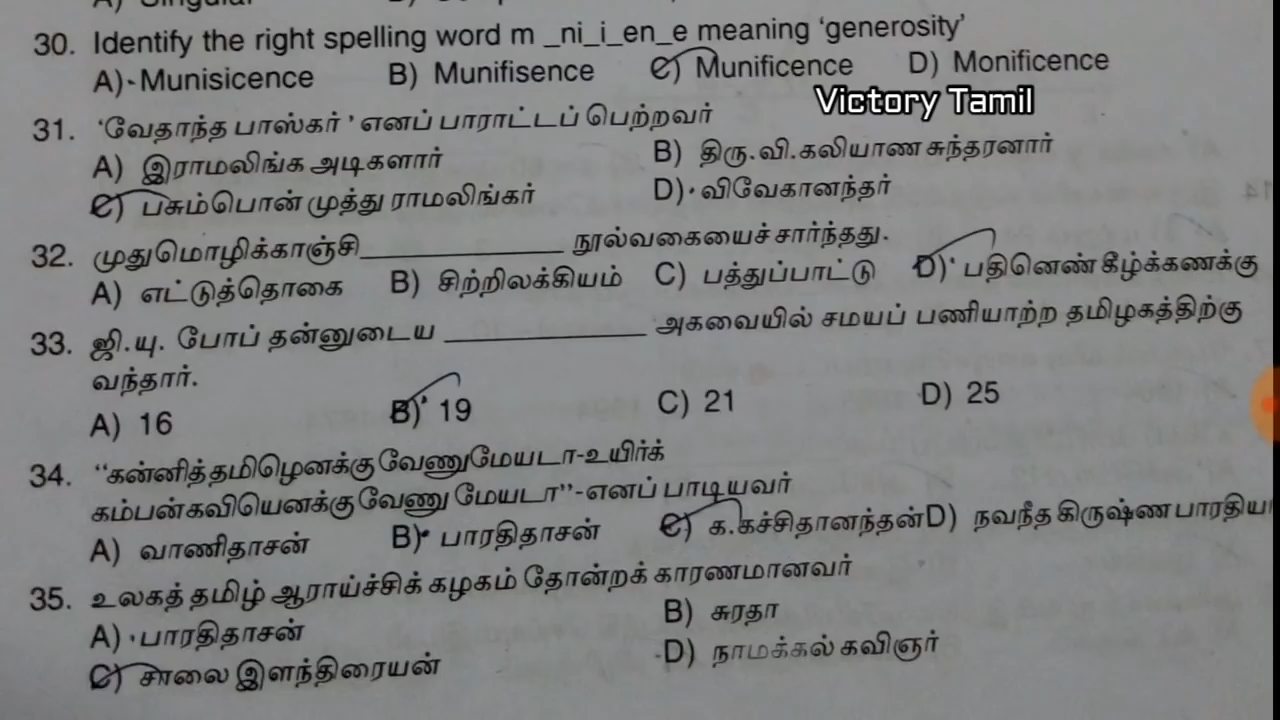 30. Identify the right spelling word m _ni_i_en_e meaning ‘generosity’
A) Munisicence B) Munifisence C) Munificence D) Monificence
Victory Tamil
31. ‘வேதாந்த பாஸ்கர் ’ எனப் பாராட்டப் பெற்றவர்
A) இராமலிங்க அடிகளார் B) திரு.வி.கலியாண சுந்தரனார்
C) பசும்பொன் முத்து ராமலிங்கர் D) விவேகானந்தர்
32. முதுமொழிக்காஞ்சி____________ நூல்வகையைச் சார்ந்தது.
A) எட்டுத்தொகை B) சிற்றிலக்கியம் C) பத்துப்பாட்டு D) பதினெண் கீழ்க்கணக்கு
33. ஜி.யு. போப் தன்னுடைய ____________ அகவையில் சமயப் பணியாற்ற தமிழகத்திற்கு
வந்தார்.
A) 16 B) 19 C) 21 D) 25
34. “கன்னித்தமிழெனக்கு வேணுமேயடா-உயிர்க்
கம்பன்கவியெனக்கு வேணு மேயடா”-எனப் பாடியவர்
A) வாணிதாசன் B) பாரதிதாசன் C) க.கச்சிதானந்தன் D) நவநீத கிருஷ்ண பாரதிய
35. உலகத் தமிழ் ஆராய்ச்சிக் கழகம் தோன்றக் காரணமானவர்
A) பாரதிதாசன் B) சுரதா
C) சாலை இளந்திரையன் D) நாமக்கல் கவிஞர்